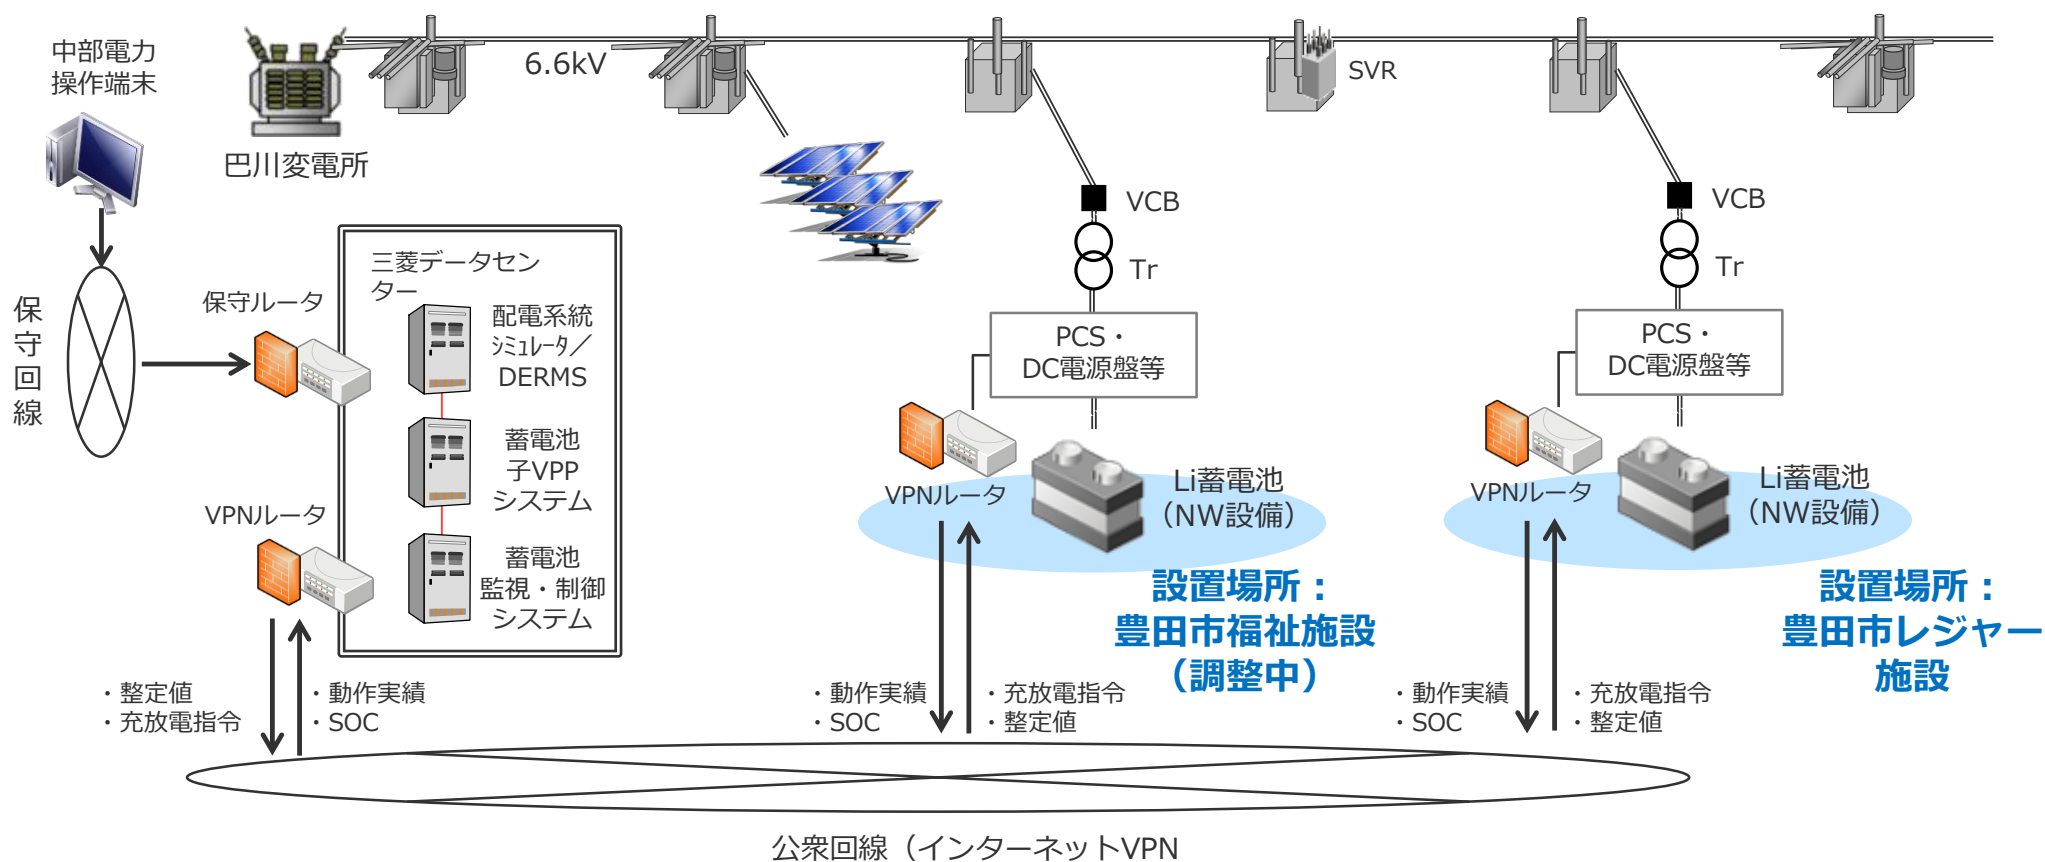 中部電力
操作端末
巴川変電所
6.6kV
SVR
VCB
Tr
PCS・
DC電源盤等
VCB
Tr
PCS・
DC電源盤等
保
守
回
線
保守ルータ
三菱データセン
ター
配電系統
ｼﾐｭﾚｰﾀ／
DERMS
蓄電池
子VPP
システム
蓄電池
監視・制御
システム
VPNルータ
・整定値
・充放電指令
・動作実績
・SOC
VPNルータ
Li蓄電池
（NW設備）
設置場所：
豊田市福祉施設
（調整中）
・動作実績
・SOC
・充放電指令
・整定値
VPNルータ
Li蓄電池
（NW設備）
設置場所：
豊田市レジャー
施設
・動作実績
・SOC
・充放電指令
・整定値
公衆回線（インターネットVPN